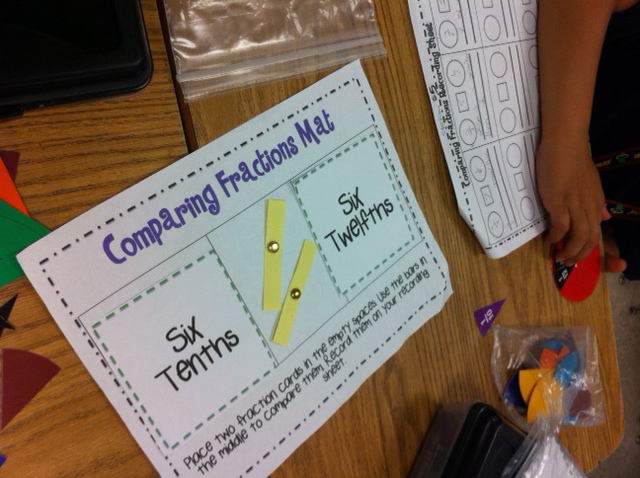 Comparing Fractions Mat
Six
Tenths
Six
Twelfths
Place two fraction cards in the empty spaces. Use the bars in
the middle to compare them. Record them on your recording
sheet.
Comparing Fractions Recording Sheet